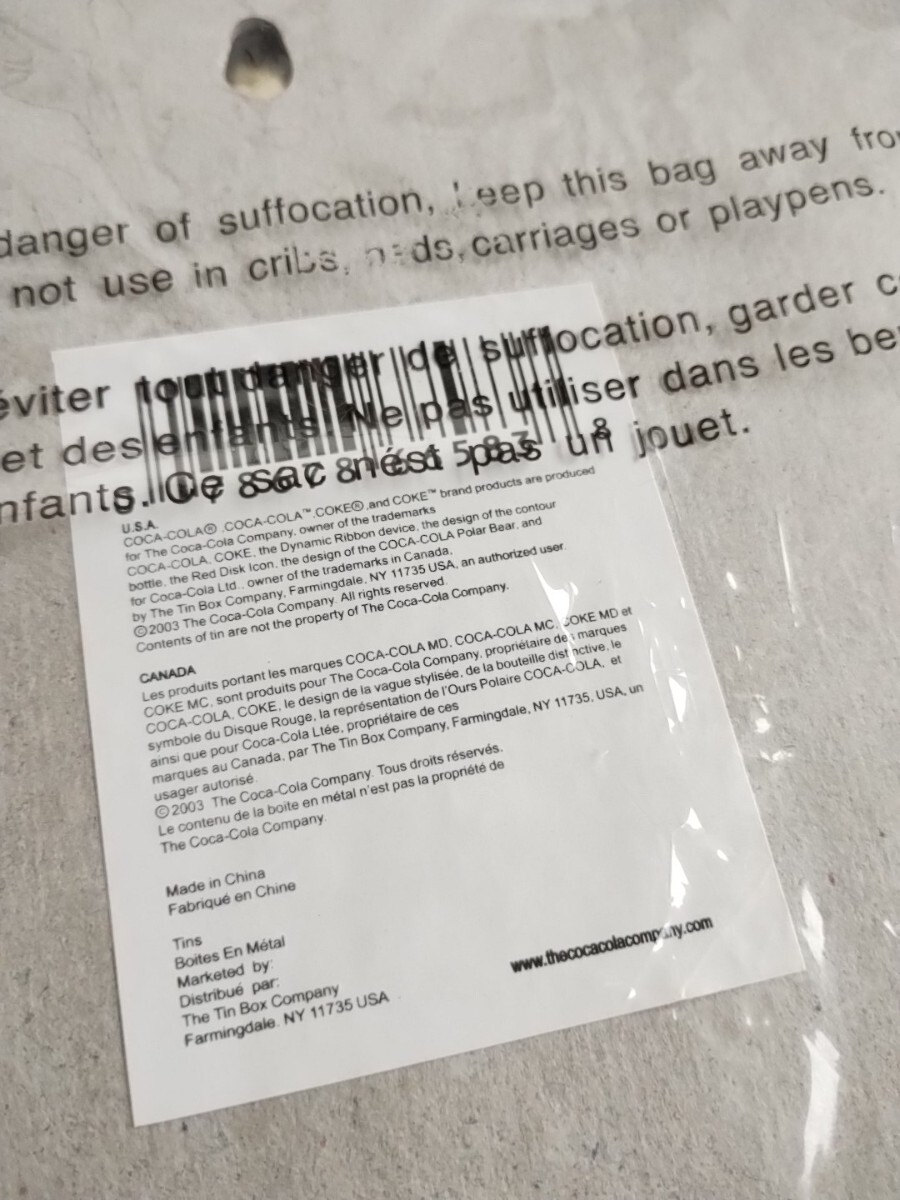 danger of suffocation, keep this bag away
not use in cribs, beds, carriages or playpens.
éviter tout danger de suffocation, garder
et des enfants. Ne pas utiliser dans les
Ce sac n'ést pas un jouet.
U.S.A.
COCA-COLA® ,COCA-COLA™,COKE® ,and COKE™ brand products are produced
for The Coca-Cola Company, owner of the trademarks
COCA-COLA, COKE, the Dynamic Ribbon device, the design of the contour
bottle, the Red Disk Icon, the design of the COCA-COLA Polar Bear, and
for Coca-Cola Ltd., owner of the trademarks in Canada,
by The Tin Box Company, Farmingdale, NY 11735 USA, an authorized user.
©2003 The Coca-Cola Company. All rights reserved.
Contents of tin are not the property of The Coca-Cola Company.
CANADA
Les produits portant les marques COCA-COLA MD, COCA-COLA MC, COKE MD et
COKE MC, sont produits pour The Coca-Cola Company, propriétaire des marques
COCA-COLA, COKE, le design de la vague stylisée, de la bouteille distinctive, le
symbole du Disque Rouge, la représentation de l'Ours Polaire COCA-COLA, et
ainsi que pour Coca-Cola Ltée, propriétaire de ces
marques au Canada, par The Tin Box Company, Farmingdale, NY 11735, USA, un
usager autorisé.
©2003 The Coca-Cola Company. Tous droits réservés.
Le contenu de la boite en métal n'est pas la propriété de
The Coca-Cola Company.
Made in China
Fabriqué en Chine
Tins
Boites En Métal
Marketed by:
Distribué par:
The Tin Box Company
Farmingdale, NY 11735 USA
www.thecocacolacompany.com